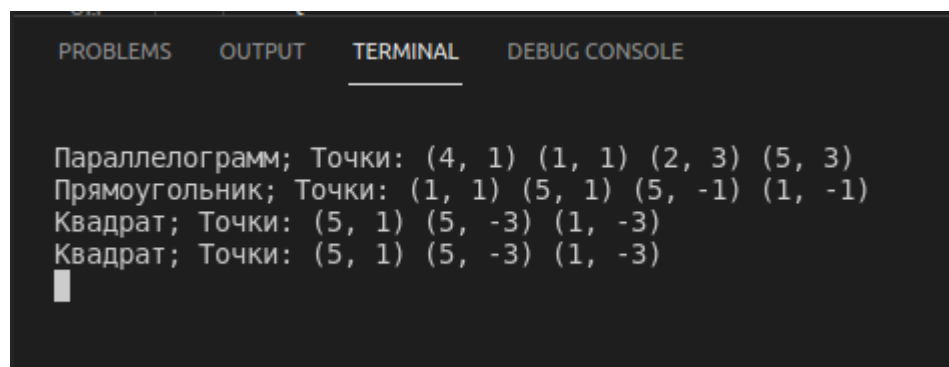 PROBLEMS OUTPUT TERMINAL DEBUG CONSOLE
Параллелограмм; Точки: (4, 1) (1, 1) (2, 3) (5, 3)
Прямоугольник; Точки: (1, 1) (5, 1) (5, -1) (1, -1)
Квадрат; Точки: (5, 1) (5, -3) (1, -3)
Квадрат; Точки: (5, 1) (5, -3) (1, -3)